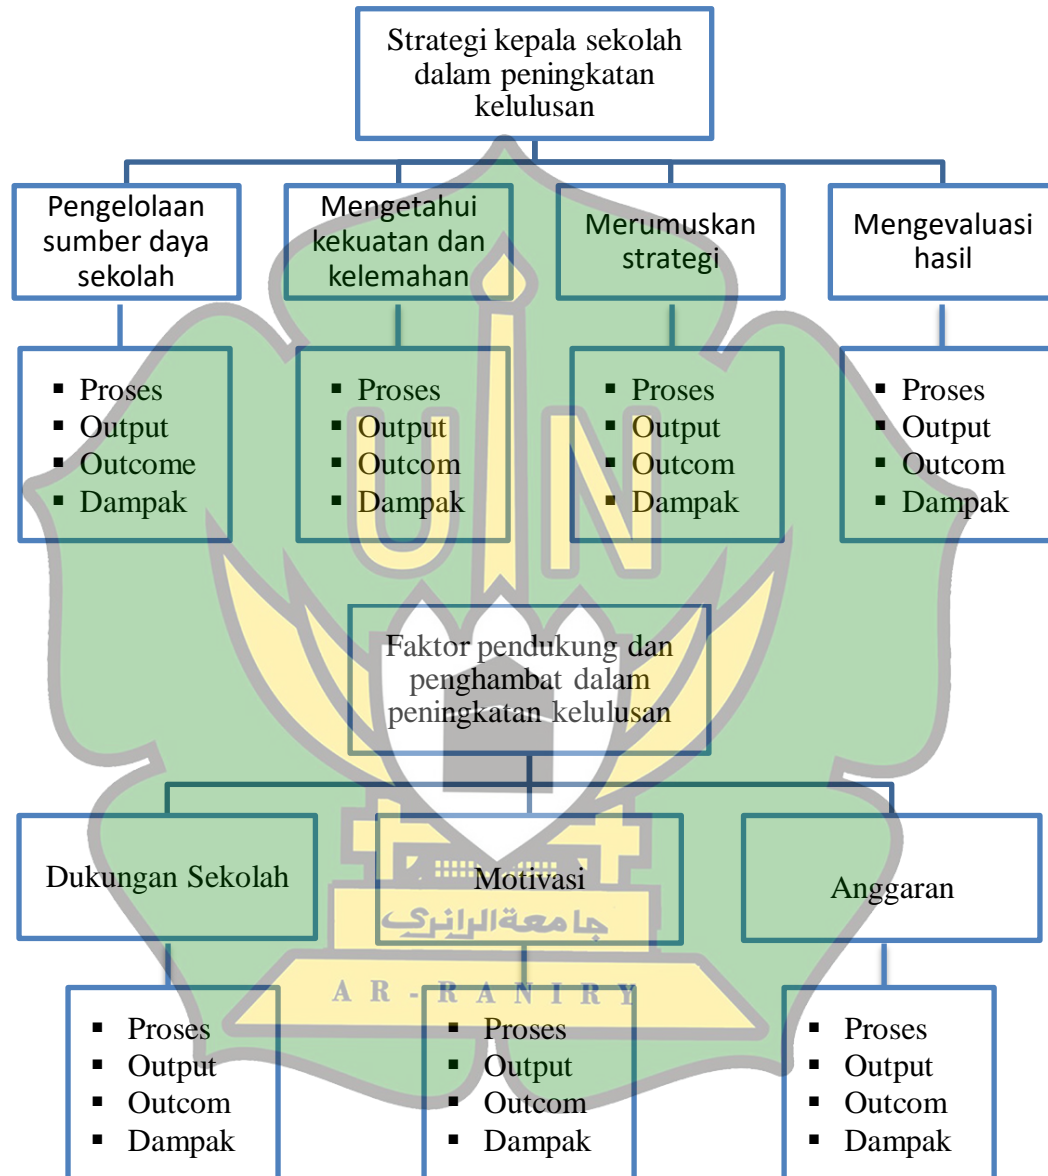 Strategi kepala sekolah
dalam peningkatan
kelulusan
Pengelolaan
sumber daya
sekolah
Mengetahui
kekuatan dan
kelemahan
Merumuskan
strategi
Mengevaluasi
hasil
▪ Proses
▪ Output
▪ Outcome
▪ Dampak
▪ Proses
▪ Output
▪ Outcom
▪ Dampak
▪ Proses
▪ Output
▪ Outcom
▪ Dampak
▪ Proses
▪ Output
▪ Outcom
▪ Dampak
U N
Faktor pendukung dan
penghambat dalam
peningkatan kelulusan
Dukungan Sekolah
Motivasi
Anggaran
جامعة الرانري
A R - R A N I R Y
▪ Proses
▪ Output
▪ Outcom
▪ Dampak
▪ Proses
▪ Output
▪ Outcom
▪ Dampak
▪ Proses
▪ Output
▪ Outcom
▪ Dampak